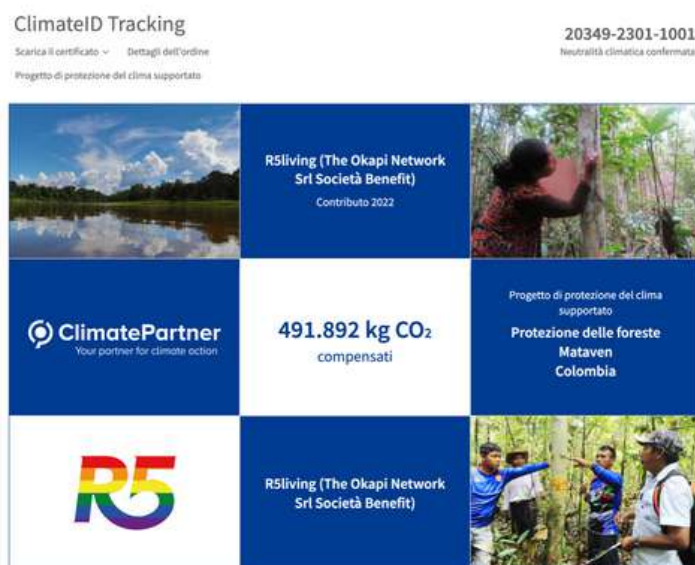 ClimateID Tracking
20349-2301-1001
Scarica il certificato
Dettagli dell'ordine
Neutralità climatica confermata
Progetto di protezione del clima supportato
R5living (The Okapi Network
Srl Società Benefit)
Contributo 2022
ClimatePartner
Your partner for climate action
491.892 kg CO₂
compensati
Progetto di protezione del clima
supportato
Protezione delle foreste
Mataven
Colombia
R5
R5living (The Okapi Network
Srl Società Benefit)